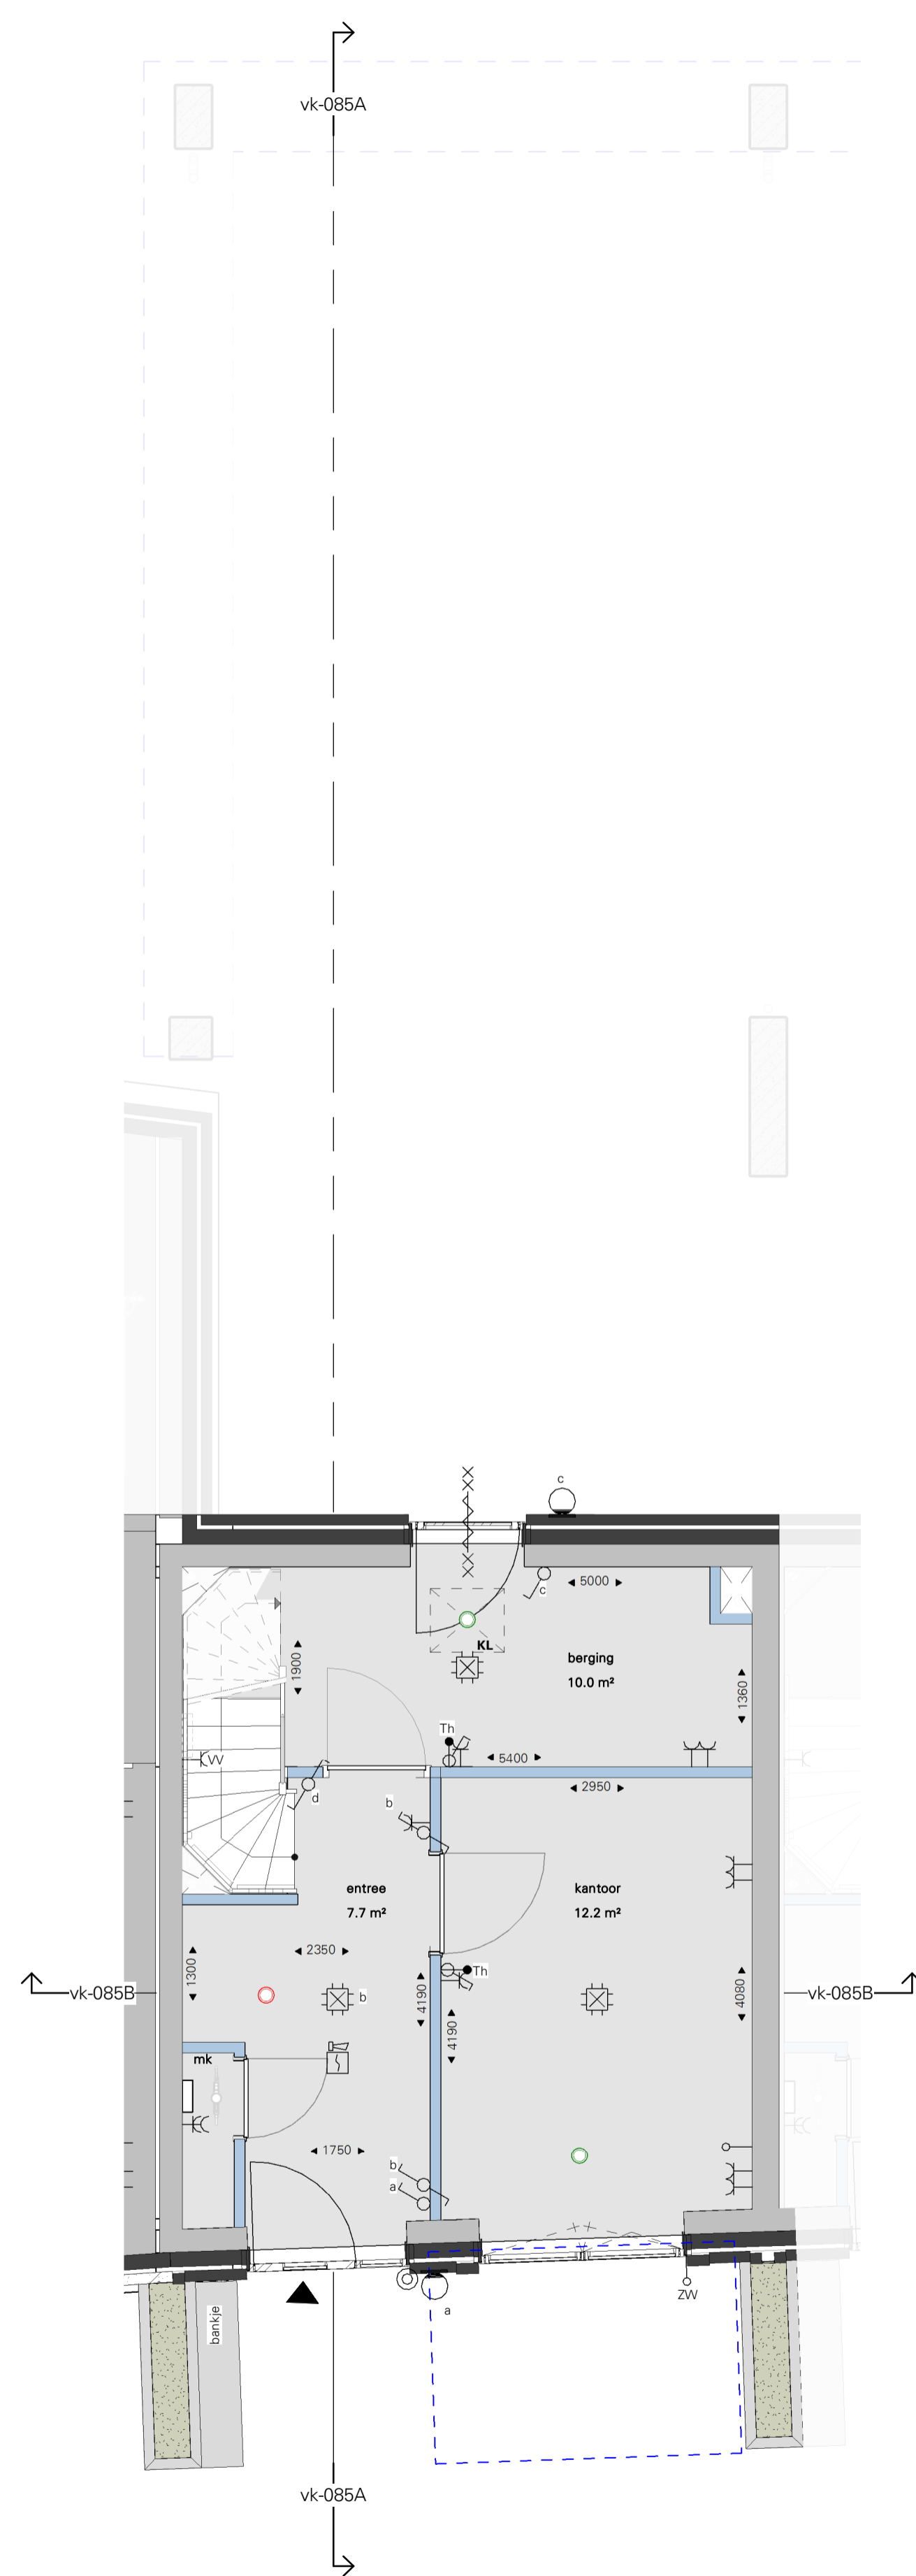 vk-085A
c
5000
c
KL
berging
10.0 m²
1900
1360
Th
5400
VV
2950
d
b
entree
7.7 m²
kantoor
12.2 m²
2350
1300
Th
vk-085B
vk-085B
b
4190
4080
4190
mk
1750
b
a
ZW
a
bankje
vk-085A